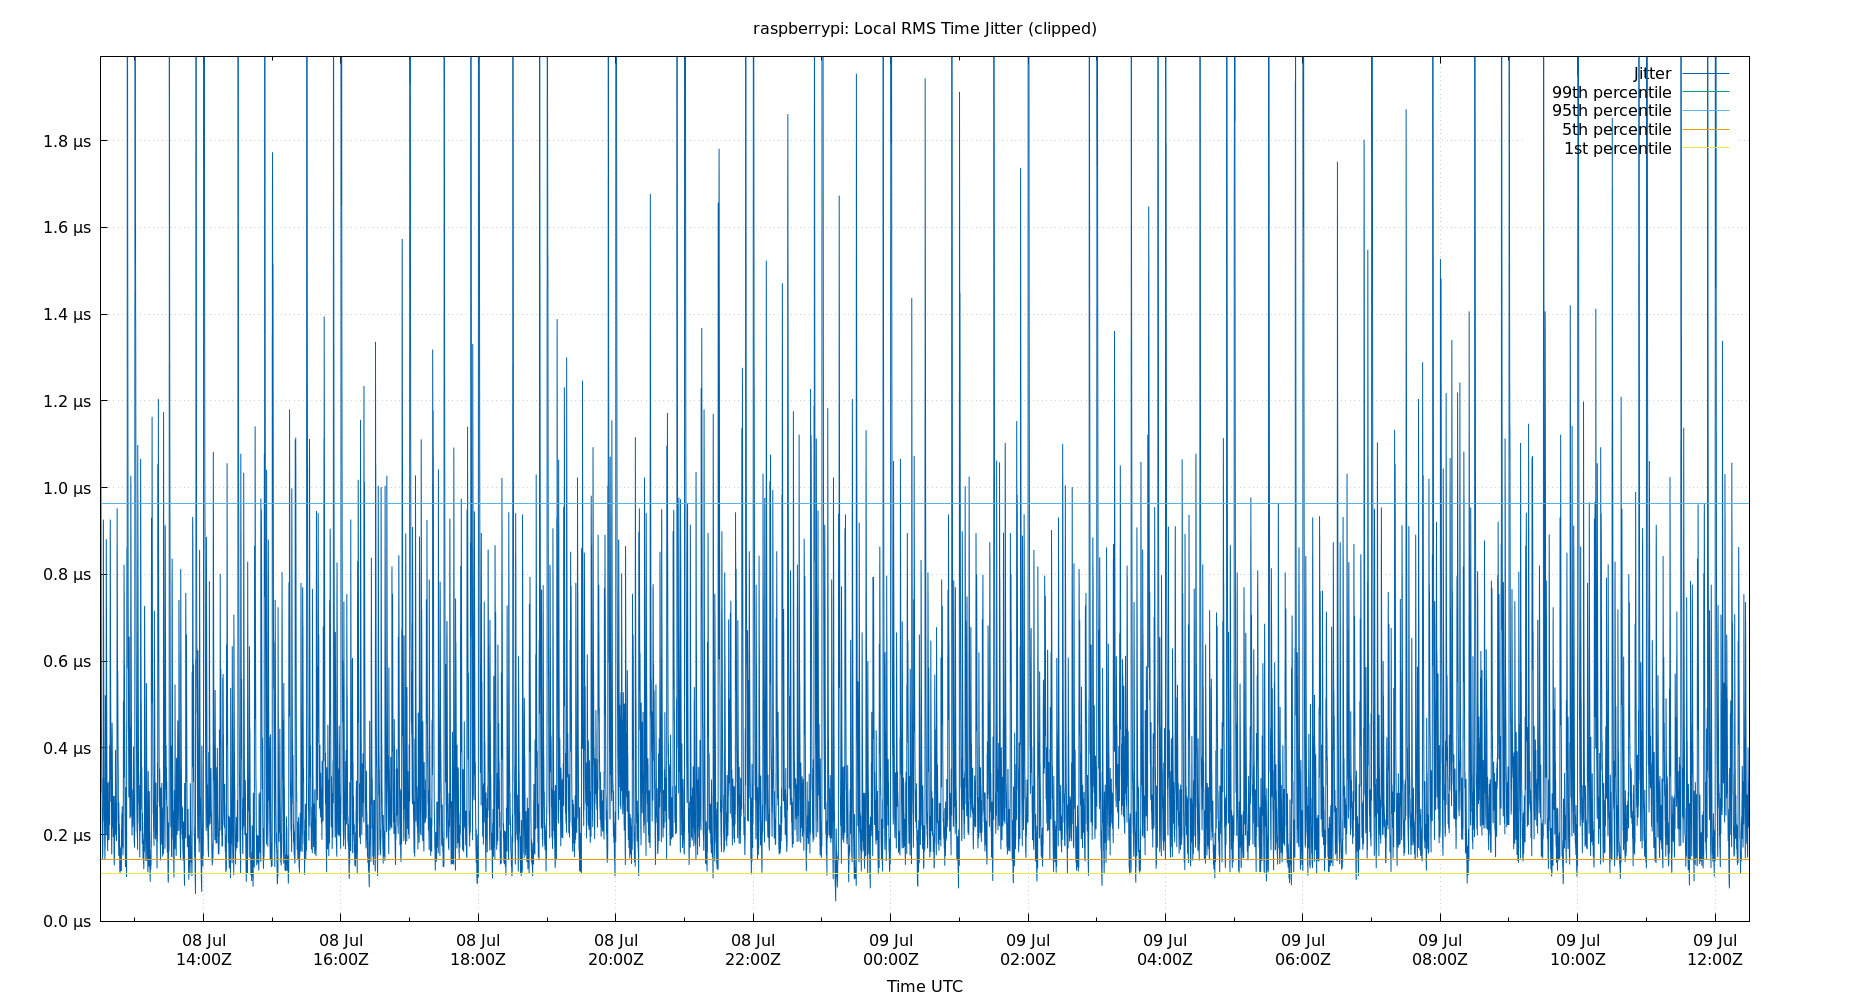 raspberrypi: Local RMS Time Jitter (clipped)
Jitter
99th percentile
95th percentile
5th percentile
1st percentile
1.8 µs
1.6 µs
1.4 µs
1.2 µs
1.0 µs
0.8 µs
0.6 µs
0.4 µs
0.2 µs
0.0 µs
08 Jul 08 Jul 08 Jul 08 Jul 08 Jul 09 Jul 09 Jul 09 Jul 09 Jul 09 Jul 09 Jul 09 Jul
14:00Z 16:00Z 18:00Z 20:00Z 22:00Z 00:00Z 02:00Z 04:00Z 06:00Z 08:00Z 10:00Z 12:00Z
Time UTC